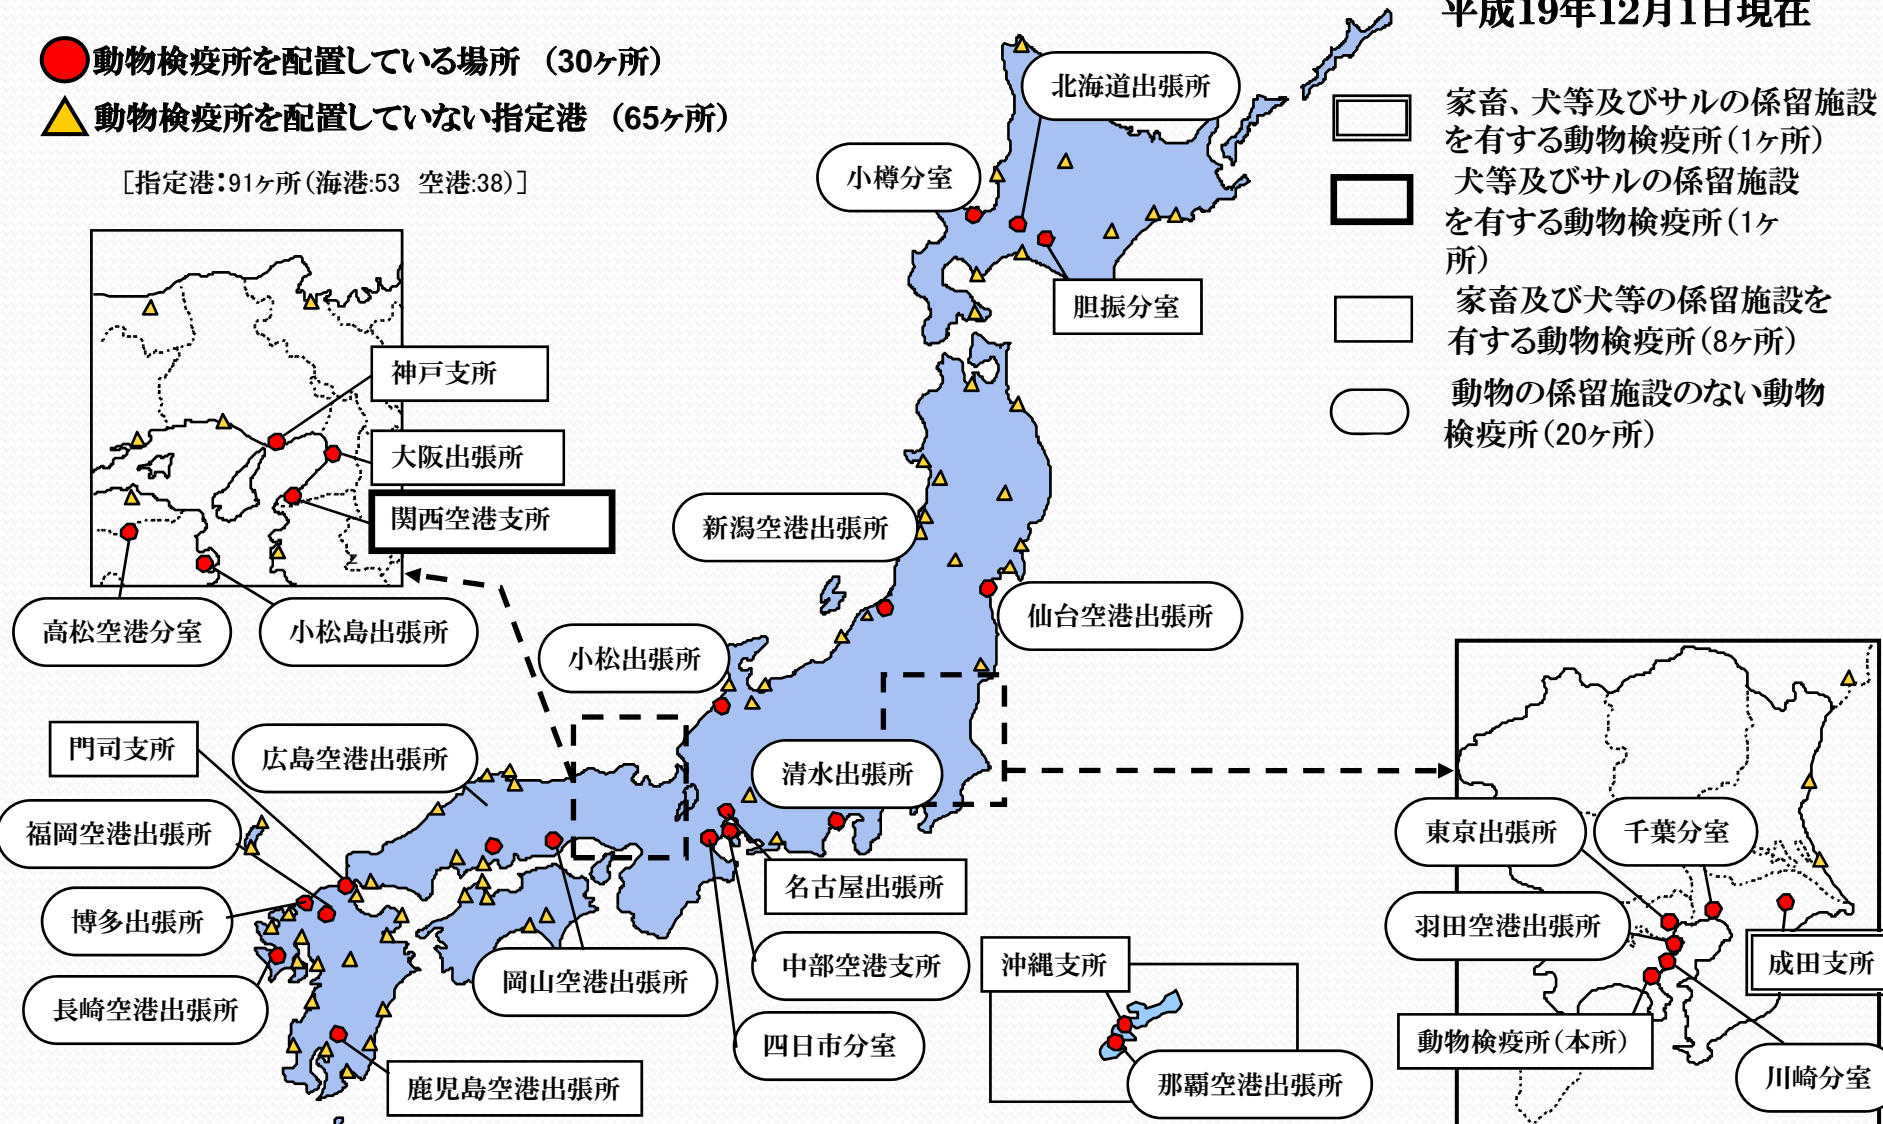 平成19年12月1日現在
動物検疫所を配置している場所 (30ヶ所)
動物検疫所を配置していない指定港 (65ヶ所)
[指定港:91ヶ所(海港:53 空港:38)]
家畜、犬等及びサルの係留施設
を有する動物検疫所(1ヶ所)
犬等及びサルの係留施設
を有する動物検疫所(1ヶ
所)
家畜及び犬等の係留施設を
有する動物検疫所(8ヶ所)
動物の係留施設のない動物
検疫所(20ヶ所)
北海道出張所
小樽分室
胆振分室
神戸支所
大阪出張所
関西空港支所
高松空港分室
小松島出張所
新潟空港出張所
仙台空港出張所
小松出張所
門司支所
広島空港出張所
清水出張所
福岡空港出張所
博多出張所
長崎空港出張所
鹿児島空港出張所
岡山空港出張所
名古屋出張所
中部空港支所
四日市分室
沖縄支所
那覇空港出張所
東京出張所
千葉分室
羽田空港出張所
成田支所
動物検疫所(本所)
川崎分室